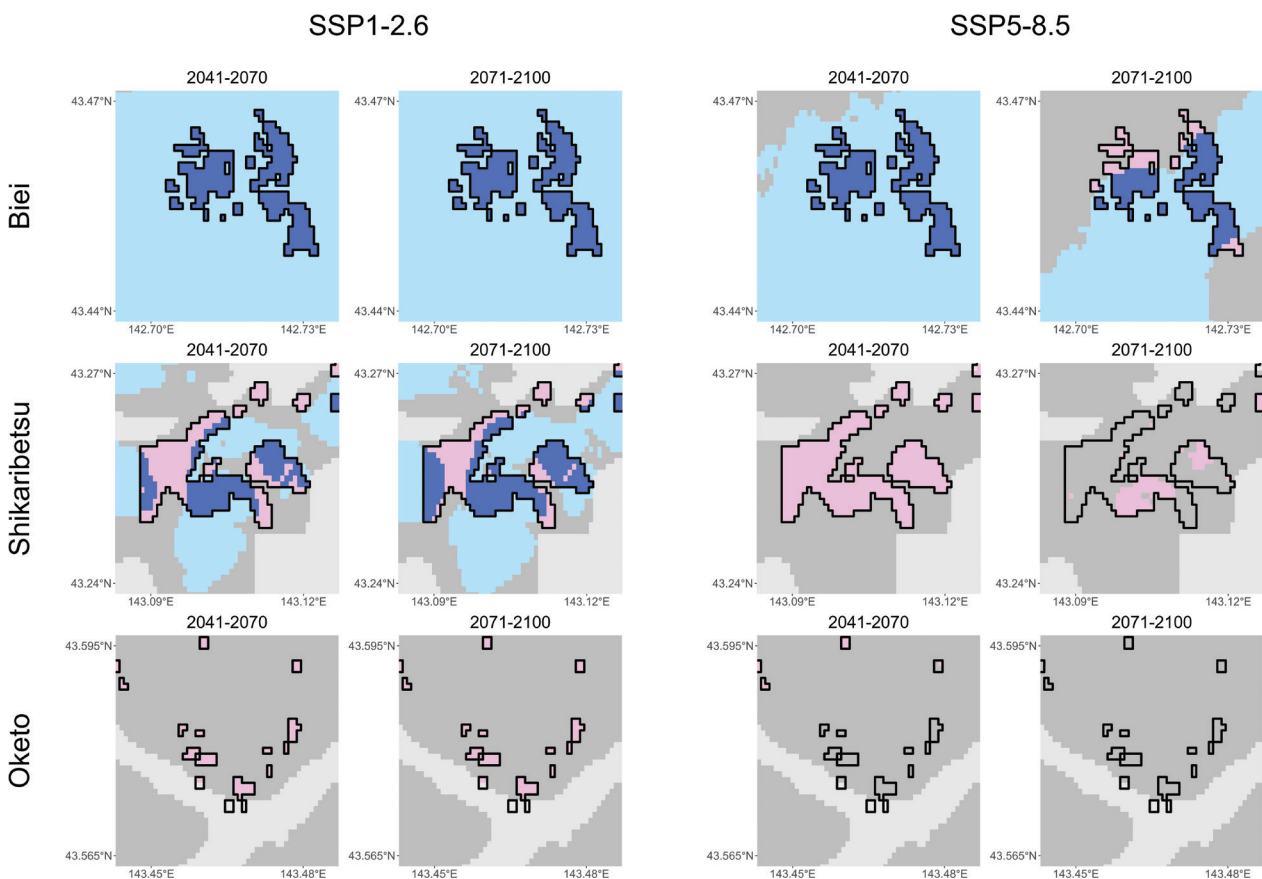 SSP1-2.6 SSP5-8.5
Biei
2041-2070 2071-2100 2041-2070 2071-2100
43.47°N 43.47°N 43.47°N 43.47°N
43.44°N 43.44°N 43.44°N 43.44°N
142.70°E 142.73°E 142.70°E 142.73°E 142.70°E 142.73°E 142.70°E 142.73°E
Shikaribetsu
2041-2070 2071-2100 2041-2070 2071-2100
43.27°N 43.27°N 43.27°N 43.27°N
43.24°N 43.24°N 43.24°N 43.24°N
143.09°E 143.12°E 143.09°E 143.12°E 143.09°E 143.12°E 143.09°E 143.12°E
Oketo
2041-2070 2071-2100 2041-2070 2071-2100
43.595°N 43.595°N 43.595°N 43.595°N
43.565°N 43.565°N 43.565°N 43.565°N
143.45°E 143.48°E 143.45°E 143.48°E 143.45°E 143.48°E 143.45°E 143.48°E